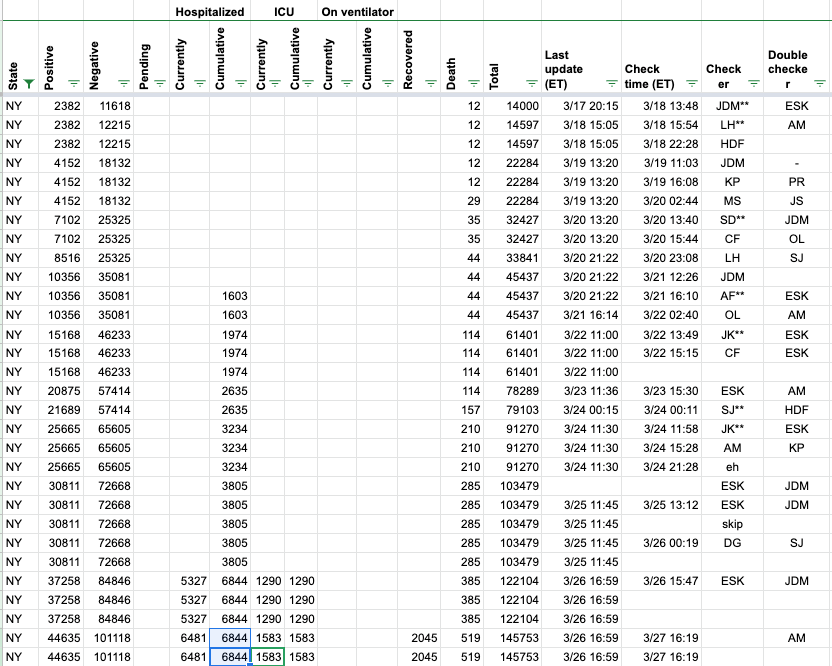 Hospitalized ICU On ventilator
State Positive Negative Pending Currently Cumulative Currently Cumulative Currently Cumulative Recovered Death Total Last update (ET) Check time (ET) Check er Double checke r
NY 2382 11618 12 14000 3/17 20:15 3/18 13:48 JDM** ESK
NY 2382 12215 12 14597 3/18 15:05 3/18 15:54 LH** AM
NY 2382 12215 12 14597 3/18 15:05 3/18 22:28 HDF
NY 4152 18132 12 22284 3/19 13:20 3/19 11:03 JDM -
NY 4152 18132 12 22284 3/19 13:20 3/19 16:08 KP PR
NY 4152 18132 29 22284 3/19 13:20 3/20 02:44 MS JS
NY 7102 25325 35 32427 3/20 13:20 3/20 13:40 SD** JDM
NY 7102 25325 35 32427 3/20 13:20 3/20 15:44 CF OL
NY 8516 25325 44 33841 3/20 21:22 3/20 23:08 LH SJ
NY 10356 35081 44 45437 3/20 21:22 3/21 12:26 JDM
NY 10356 35081 1603 44 45437 3/20 21:22 3/21 16:10 AF** ESK
NY 10356 35081 1603 44 45437 3/21 16:14 3/22 02:40 OL AM
NY 15168 46233 1974 114 61401 3/22 11:00 3/22 13:49 JK** ESK
NY 15168 46233 1974 114 61401 3/22 11:00 3/22 15:15 CF ESK
NY 15168 46233 1974 114 61401 3/22 11:00
NY 20875 57414 2635 114 78289 3/23 11:36 3/23 15:30 ESK AM
NY 21689 57414 2635 157 79103 3/24 00:15 3/24 00:11 SJ** HDF
NY 25665 65605 3234 210 91270 3/24 11:30 3/24 11:58 JK** ESK
NY 25665 65605 3234 210 91270 3/24 11:30 3/24 15:28 AM KP
NY 25665 65605 3234 210 91270 3/24 11:30 3/24 21:28 eh
NY 30811 72668 3805 285 103479 ESK JDM
NY 30811 72668 3805 285 103479 3/25 11:45 3/25 13:12 ESK JDM
NY 30811 72668 3805 285 103479 3/25 11:45 skip
NY 30811 72668 3805 285 103479 3/25 11:45 3/26 00:19 DG SJ
NY 30811 72668 3805 285 103479 3/25 11:45
NY 37258 84846 5327 6844 1290 1290 385 122104 3/26 16:59 3/26 15:47 ESK JDM
NY 37258 84846 5327 6844 1290 1290 385 122104 3/26 16:59
NY 37258 84846 5327 6844 1290 1290 385 122104 3/26 16:59
NY 44635 101118 6481 6844 1583 1583 2045 519 145753 3/26 16:59 3/27 16:19 AM
NY 44635 101118 6481 6844 1583 1583 2045 519 145753 3/26 16:59 3/27 16:19